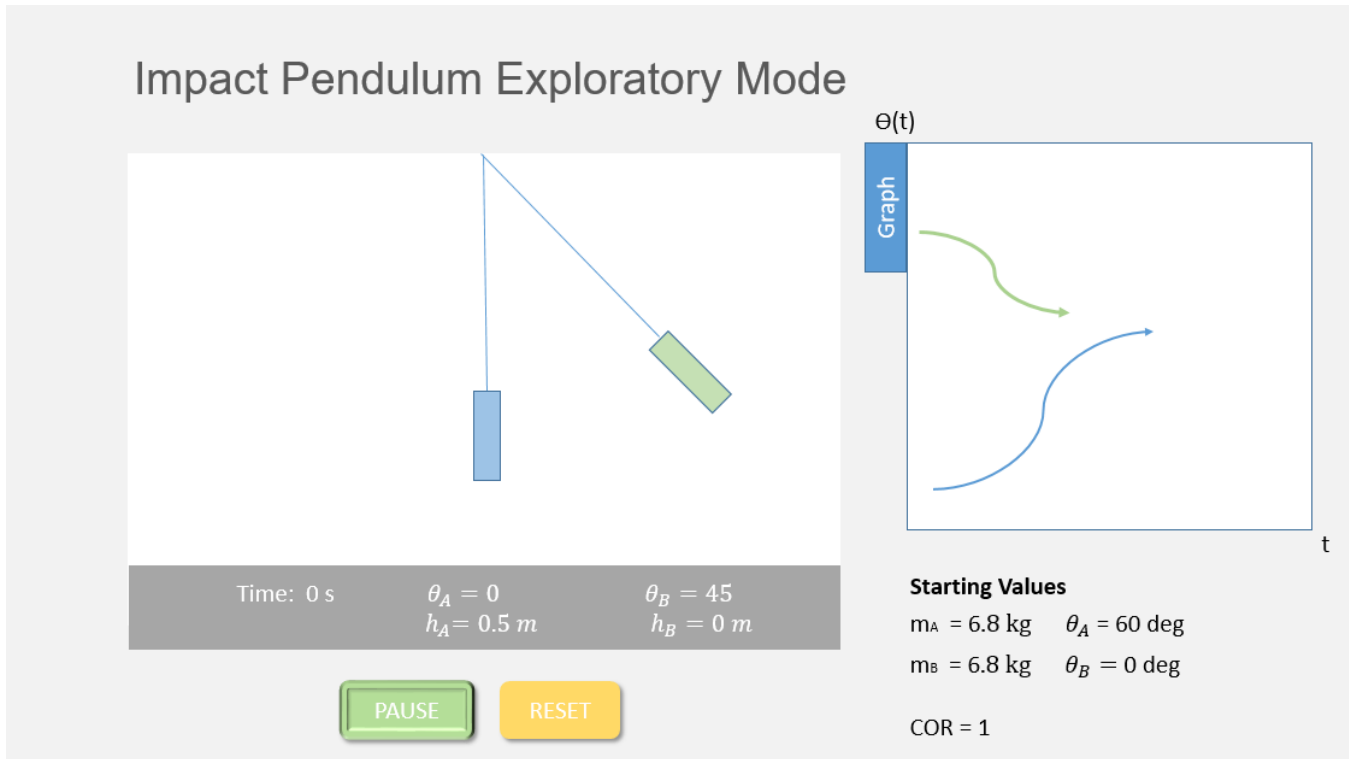 Impact Pendulum Exploratory Mode
ϴ(t)
Graph
t
Time: 0 s
θA = 0
θB = 45
hA= 0.5 m
hB = 0 m
PAUSE
RESET
Starting Values
mA = 6.8 kg θA = 60 deg
mB = 6.8 kg θB = 0 deg
COR = 1